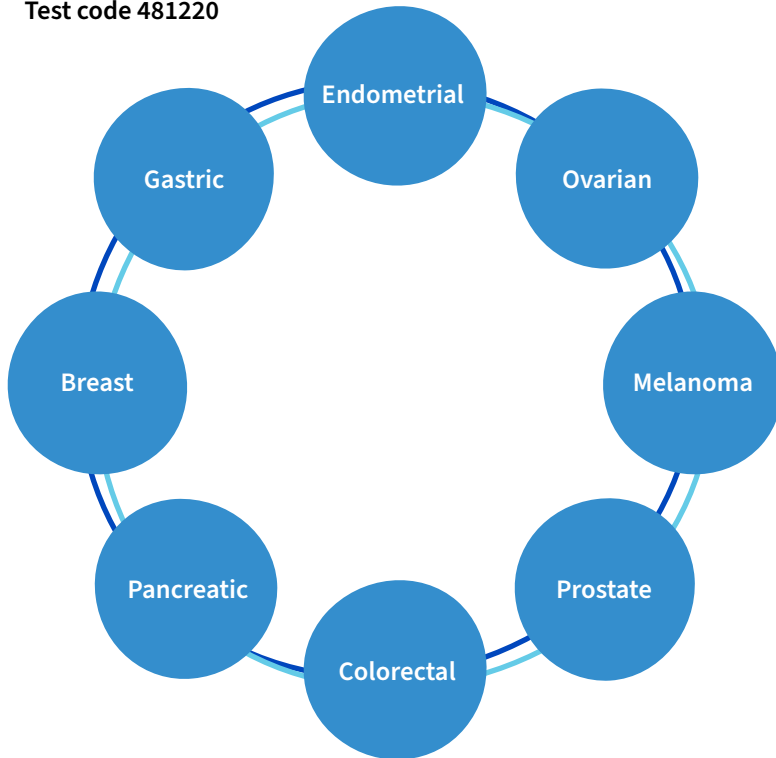 Test code 481220
Endometrial
Gastric
Ovarian
Breast
Melanoma
Pancreatic
Prostate
Colorectal